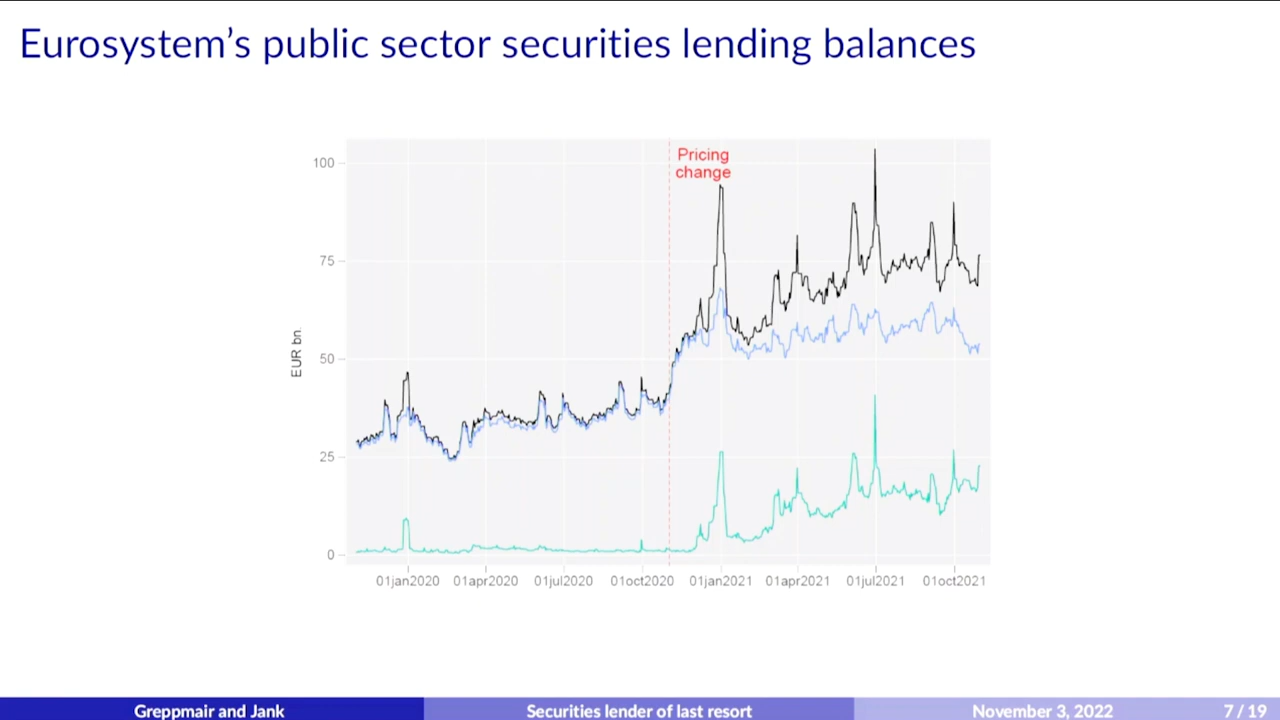 Eurosystem's public sector securities lending balances
Pricing
change
100
75
50
25
0
EUR bn.
01jan2020 01apr2020 01jul2020 01oct2020 01jan2021 01apr2021 01jul2021 01oct2021
Greppmair and Jank Securities lender of last resort November 3, 2022 7 / 19